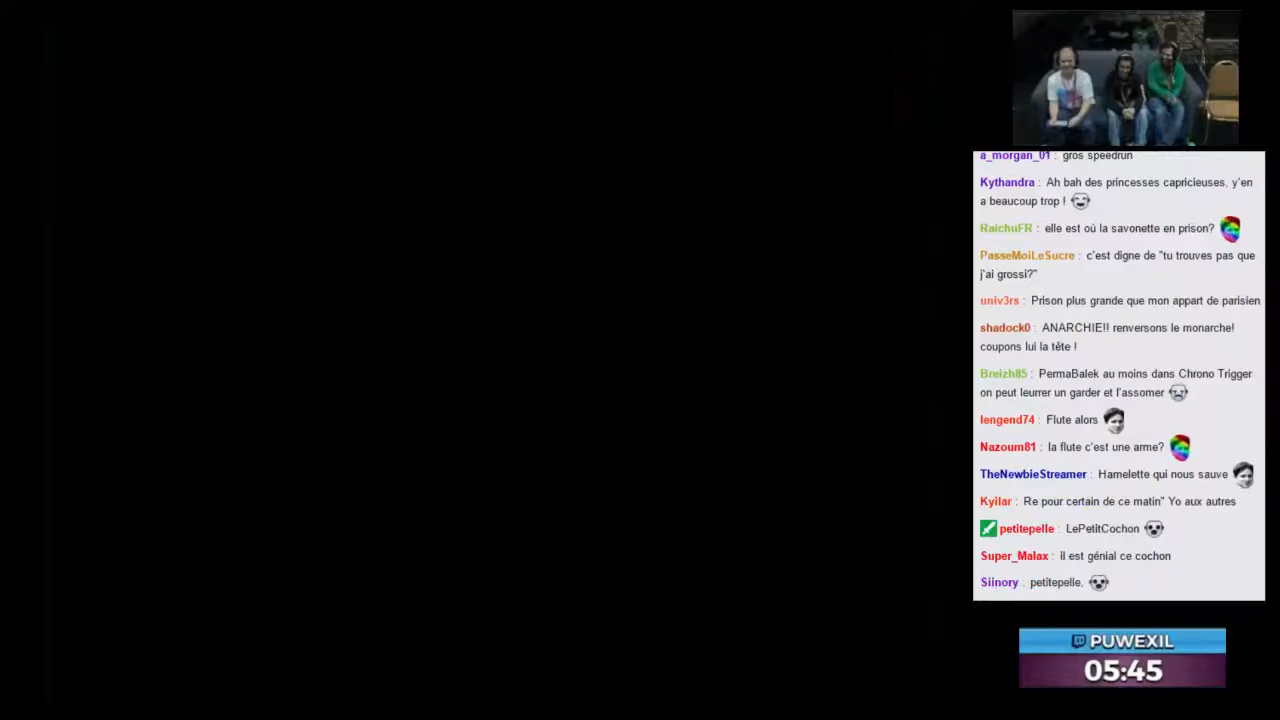 a_morgan_01 : gros speedrun
Kythandra : Ah bah des princesses capricieuses, y'en
a beaucoup trop !
RaichuFR : elle est où la savonette en prison?
PasseMoiLeSucre : c'est digne de "tu trouves pas que
j'ai grossi?"
univ3rs : Prison plus grande que mon appart de parisien
shadock0 : ANARCHIE!! renversons le monarche!
coupons lui la tête !
Breizh85 : PermaBalek au moins dans Chrono Trigger
on peut leurrer un garder et l'assomer
lengend74 : Flute alors
Nazoum81 : la flute c'est une arme?
TheNewbieStreamer : Hamelette qui nous sauve
Kyilar : Re pour certain de ce matin" Yo aux autres
petitepelle : LePetitCochon
Super_Malax : il est génial ce cochon
Siinory : petitepelle,
PUWEXIL
05:45